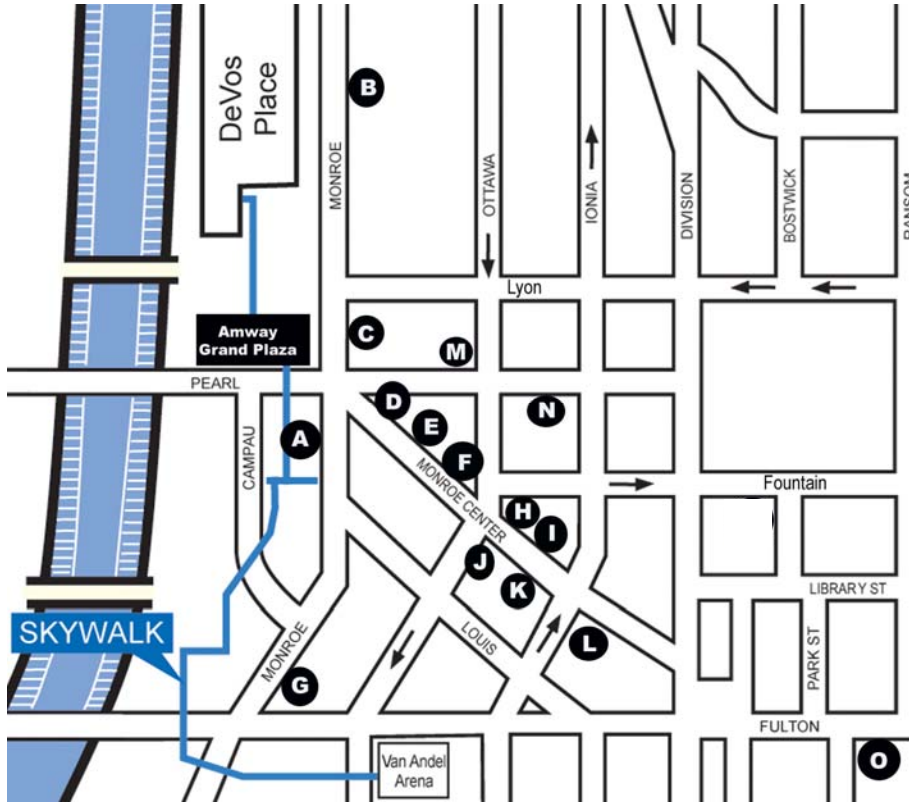 DeVos
Place
B
MONROE
OTTAWA
IONIA
DIVISION
BOSTWICK
RANSOM
Lyon
Amway
Grand Plaza
C
M
PEARL
D
N
CAMPAU
A
E
F
MONROE CENTER
Fountain
H
I
J
K
LIBRARY ST
SKYWALK
MONROE
LOUIS
L
PARK ST
G
FULTON
Van Andel
Arena
O